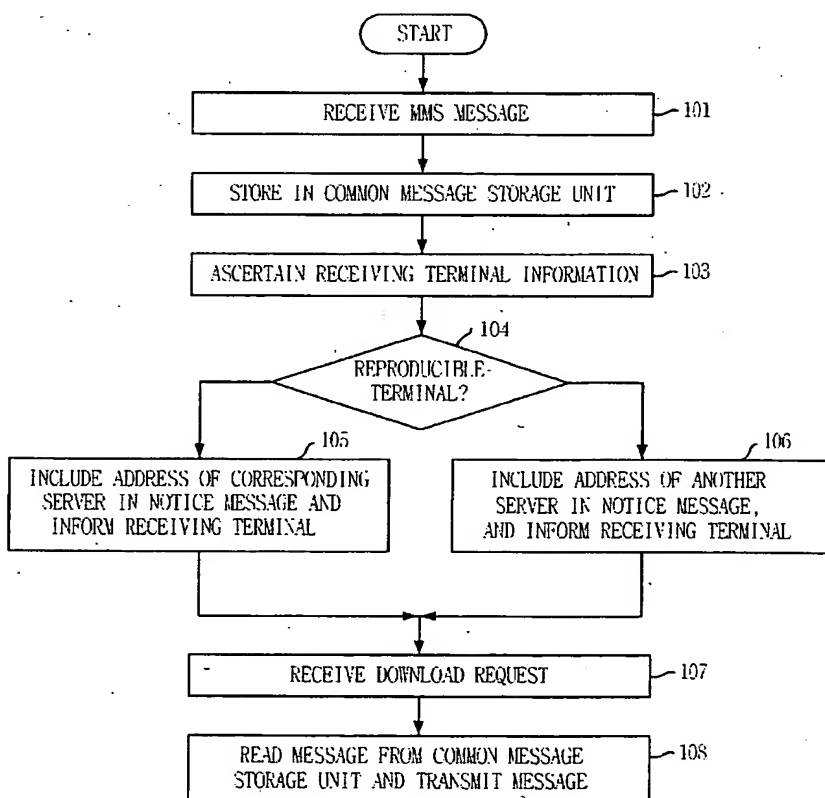 START
RECEIVE MMS MESSAGE
101
STORE IN COMMON MESSAGE STORAGE UNIT
102
ASCERTAIN RECEIVING TERMINAL INFORMATION
103
104
REPRODUCIBLE-
TERMINAL?
105
INCLUDE ADDRESS OF CORRESPONDING
SERVER IN NOTICE MESSAGE AND
INFORM RECEIVING TERMINAL
106
INCLUDE ADDRESS OF ANOTHER
SERVER IN NOTICE MESSAGE,
AND INFORM RECEIVING TERMINAL
RECEIVE DOWNLOAD REQUEST
107
READ MESSAGE FROM COMMON MESSAGE
STORAGE UNIT AND TRANSMIT MESSAGE
108